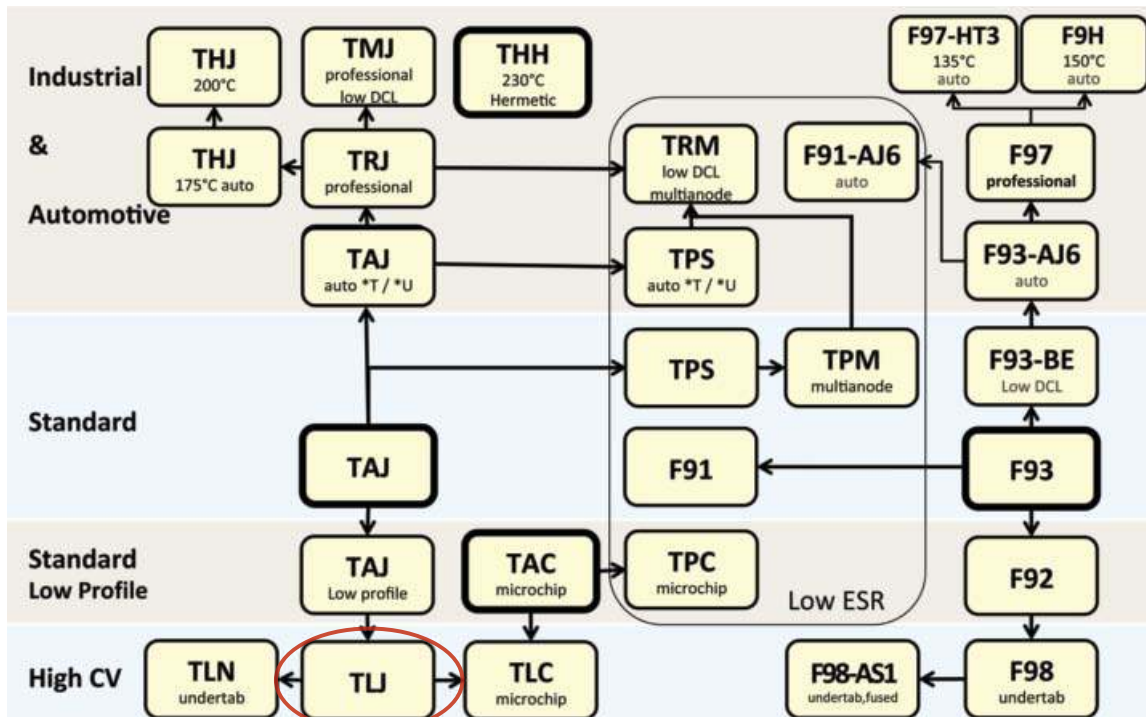 Industrial
&
Automotive
THJ
200°C
TMJ
professional
low DCL
THH
230°C
Hermetic
F97-HT3
135°C
auto
F9H
150°C
auto
THJ
175°C auto
TRJ
professional
TRM
low DCL
multianode
F91-AJ6
auto
F97
professional
TAJ
auto *T / *U
TPS
auto *T / *U
F93-AJ6
auto
Standard
TPS
TPM
multianode
F93-BE
Low DCL
TAJ
F91
F93
Standard
Low Profile
TAJ
Low profile
TAC
microchip
TPC
microchip
Low ESR
F92
High CV
TLN
undertab
TLJ
TLC
microchip
F98-AS1
undertab,fused
F98
undertab